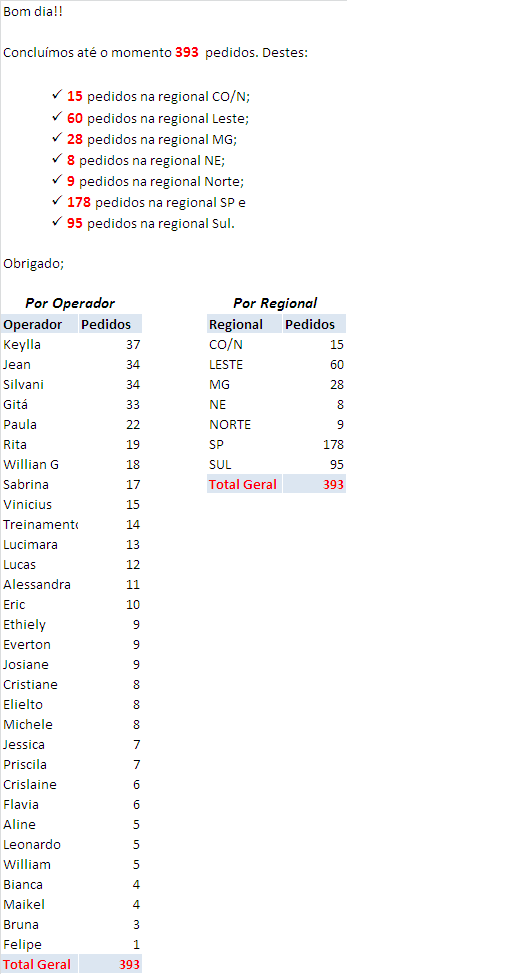 Bom dia!!
Concluímos até o momento 393 pedidos. Destes:
✓ 15 pedidos na regional CO/N;
✓ 60 pedidos na regional Leste;
✓ 28 pedidos na regional MG;
✓ 8 pedidos na regional NE;
✓ 9 pedidos na regional Norte;
✓ 178 pedidos na regional SP e
✓ 95 pedidos na regional Sul.
Obrigado;
Por Operador
Operador Pedidos
Keylla 37
Jean 34
Silvani 34
Gitá 33
Paula 22
Rita 19
Willian G 18
Sabrina 17
Vinicius 15
Treinamento 14
Lucimara 13
Lucas 12
Alessandra 11
Eric 10
Ethiely 9
Everton 9
Josiane 9
Cristiane 8
Elielto 8
Michele 8
Jessica 7
Priscila 7
Crislaine 6
Flavia 6
Aline 5
Leonardo 5
William 5
Bianca 4
Maikel 4
Bruna 3
Felipe 1
Total Geral 393
Por Regional
Regional Pedidos
CO/N 15
LESTE 60
MG 28
NE 8
NORTE 9
SP 178
SUL 95
Total Geral 393